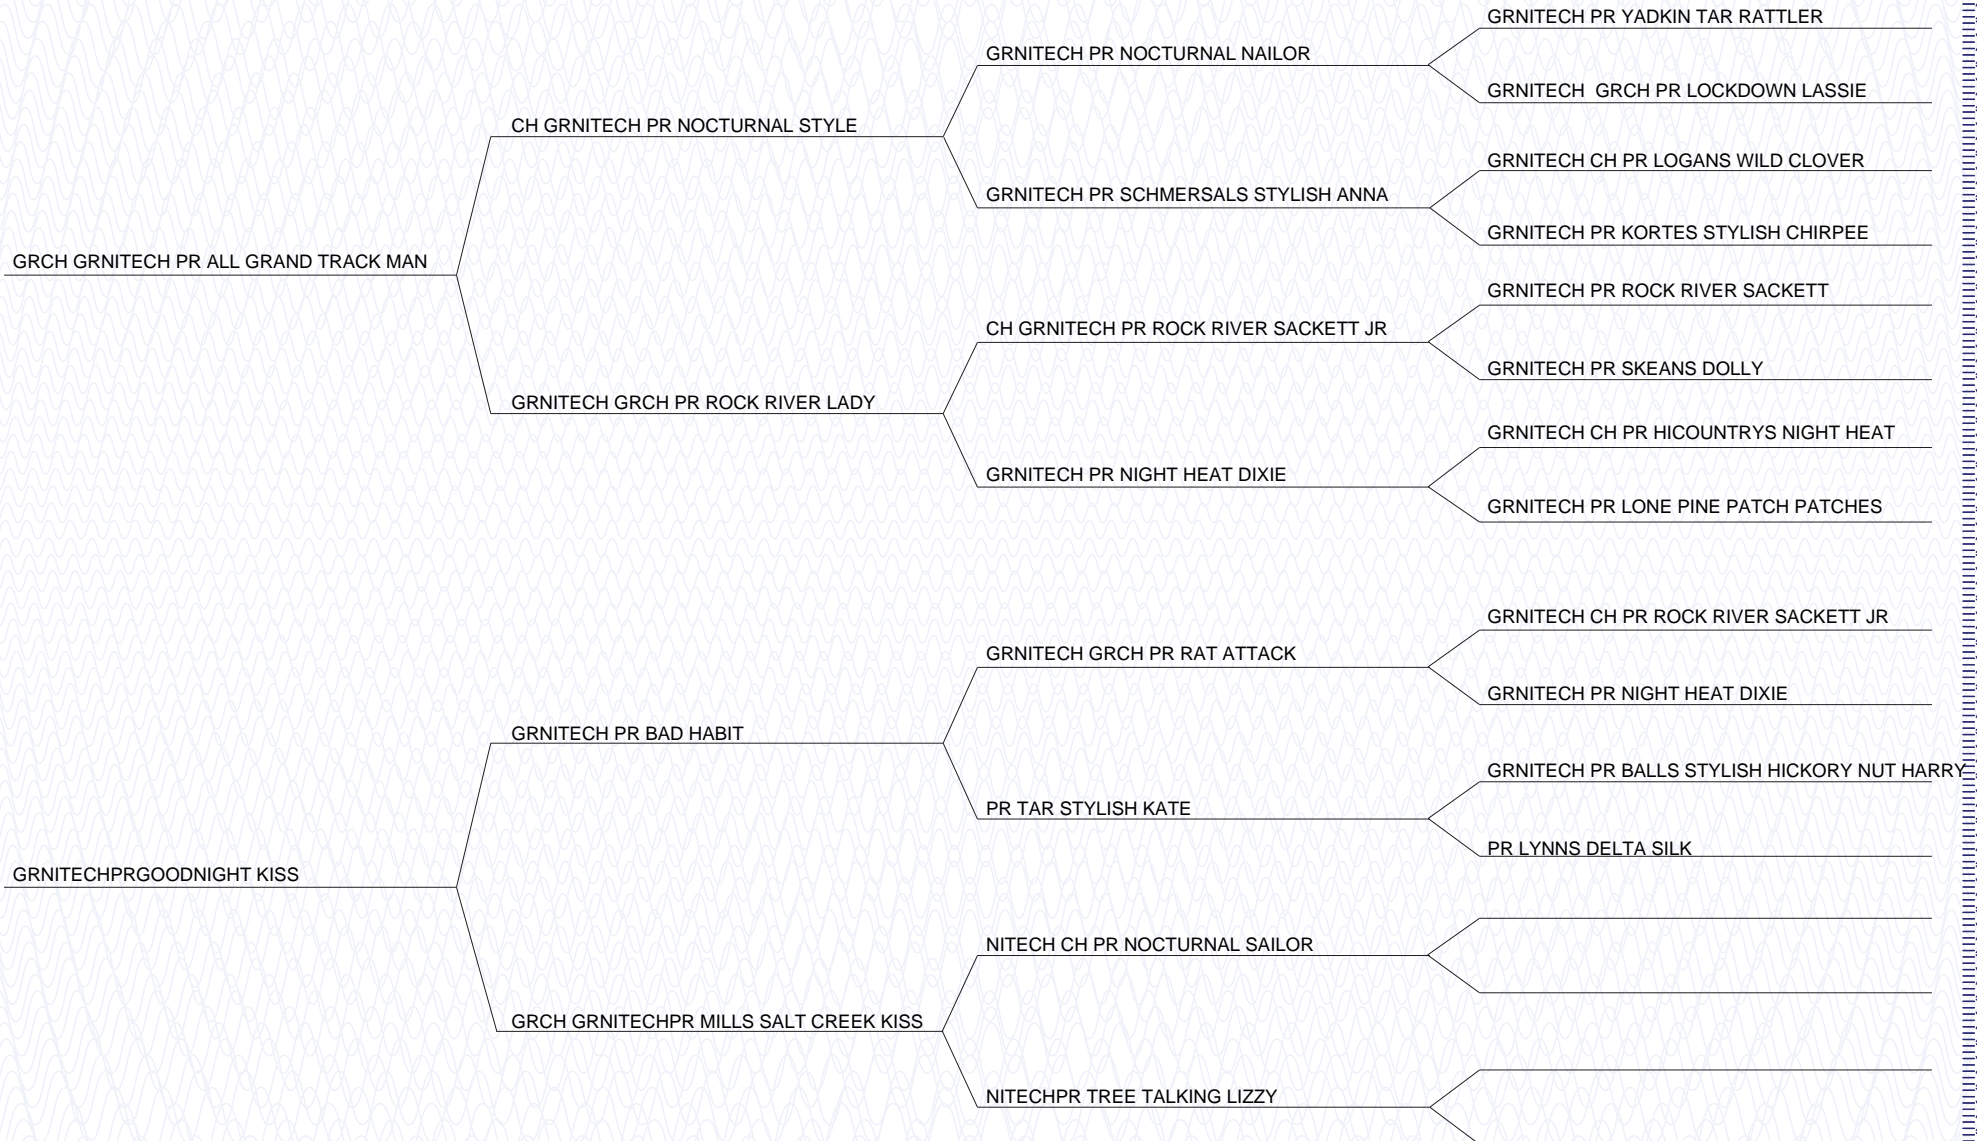 GRNITECH PR YADKIN TAR RATTLER
GRNITECH PR NOCTURNAL NAILOR
GRNITECH  GRCH PR LOCKDOWN LASSIE
CH GRNITECH PR NOCTURNAL STYLE
GRNITECH CH PR LOGANS WILD CLOVER
GRNITECH PR SCHMERSALS STYLISH ANNA
GRNITECH PR KORTES STYLISH CHIRPEE
GRCH GRNITECH PR ALL GRAND TRACK MAN
GRNITECH PR ROCK RIVER SACKETT
CH GRNITECH PR ROCK RIVER SACKETT JR
GRNITECH PR SKEANS DOLLY
GRNITECH GRCH PR ROCK RIVER LADY
GRNITECH CH PR HICOUNTRYS NIGHT HEAT
GRNITECH PR NIGHT HEAT DIXIE
GRNITECH PR LONE PINE PATCH PATCHES
GRNITECH CH PR ROCK RIVER SACKETT JR
GRNITECH GRCH PR RAT ATTACK
GRNITECH PR NIGHT HEAT DIXIE
GRNITECH PR BAD HABIT
GRNITECH PR BALLS STYLISH HICKORY NUT HARRY
PR TAR STYLISH KATE
PR LYNNS DELTA SILK
GRNITECHPRGOODNIGHT KISS
NITECH CH PR NOCTURNAL SAILOR
GRCH GRNITECHPR MILLS SALT CREEK KISS
NITECHPR TREE TALKING LIZZY